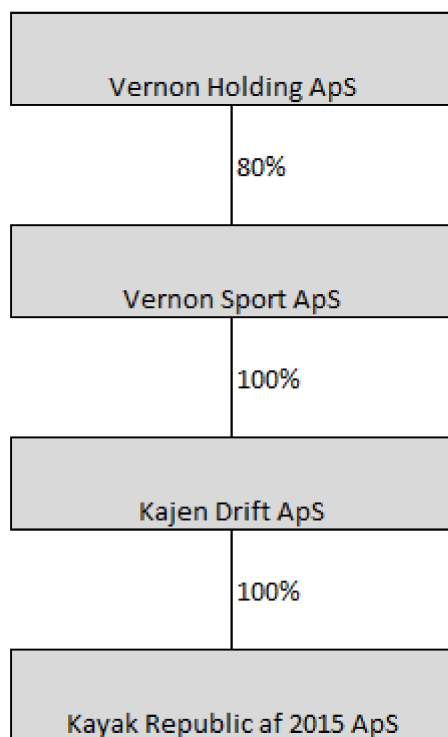 Vernon Holding ApS
80%
Vernon Sport ApS
100%
Kajen Drift ApS
100%
Kayak Republic af 2015 ApS